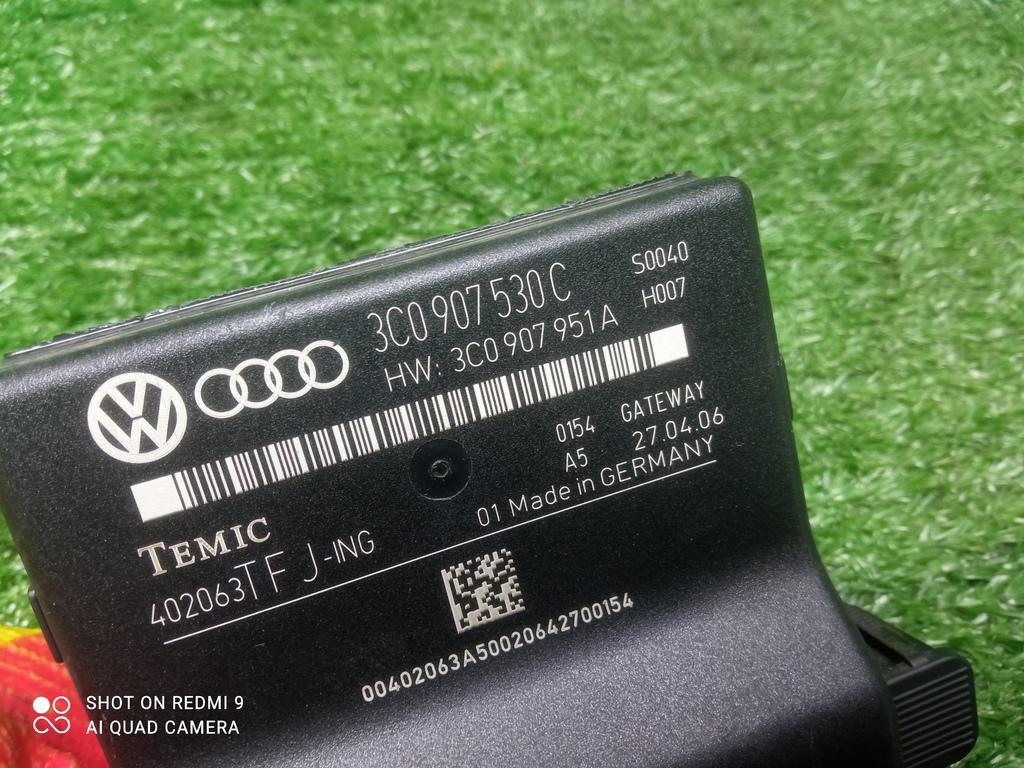 3C0 907 530 C
S0040
HW: 3C0 907 951 A
H007
0154 GATEWAY
A5 27.04.06
TEMIC
01 Made in GERMANY
402063TF J-ING
00402063A50020642700154
SHOT ON REDMI 9
AI QUAD CAMERA